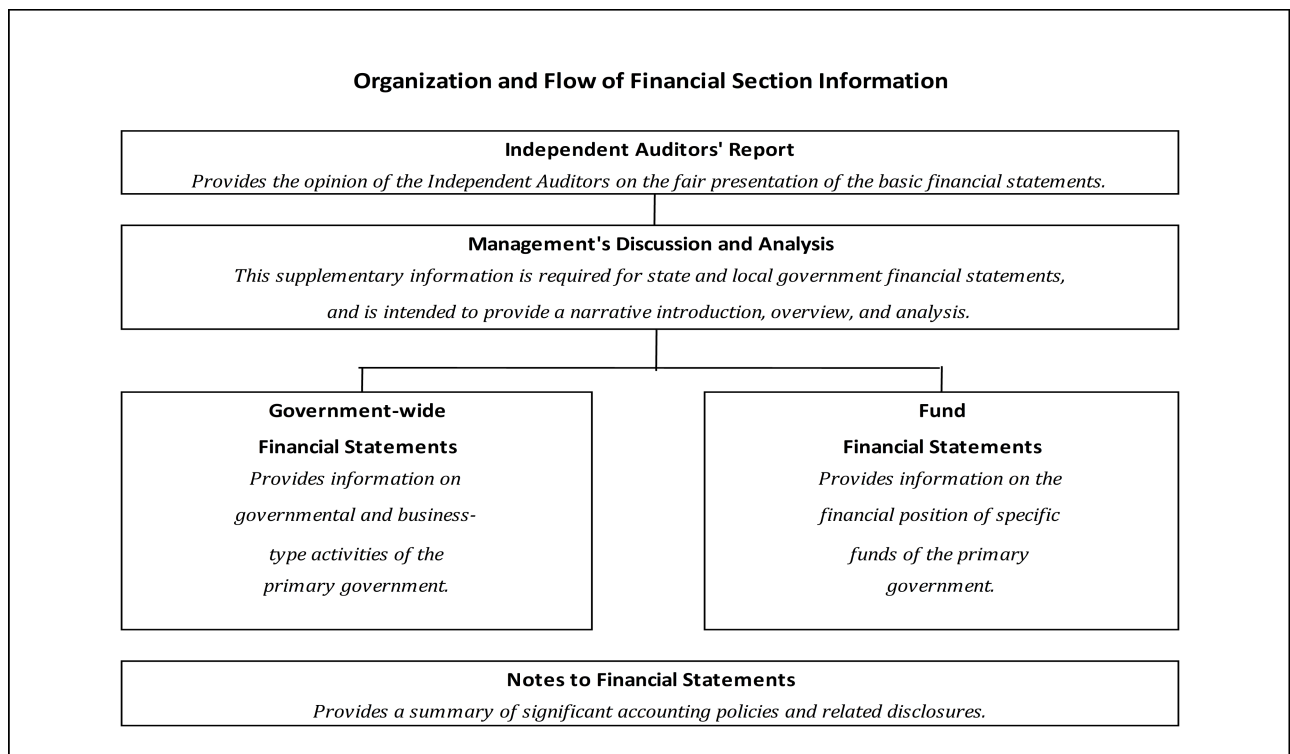 Organization and Flow of Financial Section Information
Independent Auditors' Report
Provides the opinion of the Independent Auditors on the fair presentation of the basic financial statements.
Management's Discussion and Analysis
This supplementary information is required for state and local government financial statements,
and is intended to provide a narrative introduction, overview, and analysis.
Government-wide
Financial Statements
Provides information on
governmental and business-
type activities of the
primary government.
Fund
Financial Statements
Provides information on the
financial position of specific
funds of the primary
government.
Notes to Financial Statements
Provides a summary of significant accounting policies and related disclosures.